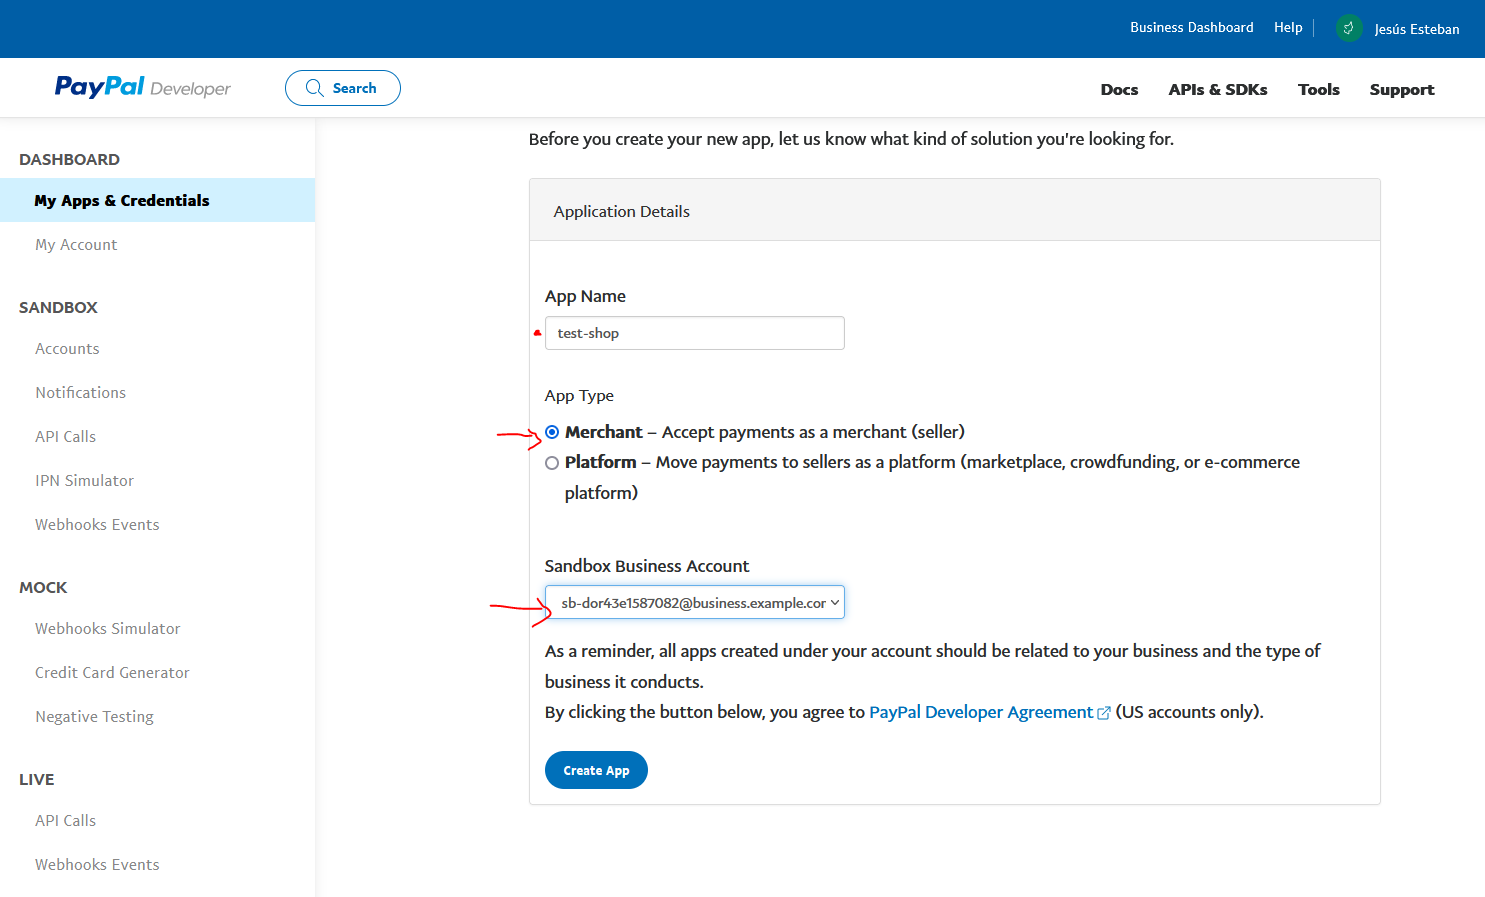 Business Dashboard Help Jesús Esteban
PayPal Developer
Search
Docs APIs & SDKs Tools Support
DASHBOARD
My Apps & Credentials
My Account
SANDBOX
Accounts
Notifications
API Calls
IPN Simulator
Webhooks Events
MOCK
Webhooks Simulator
Credit Card Generator
Negative Testing
LIVE
API Calls
Webhooks Events
Before you create your new app, let us know what kind of solution you're looking for.
Application Details
App Name
test-shop
App Type
Merchant – Accept payments as a merchant (seller)
Platform – Move payments to sellers as a platform (marketplace, crowdfunding, or e-commerce
platform)
Sandbox Business Account
sb-dor43e1587082@business.example.cor
As a reminder, all apps created under your account should be related to your business and the type of
business it conducts.
By clicking the button below, you agree to PayPal Developer Agreement (US accounts only).
Create App